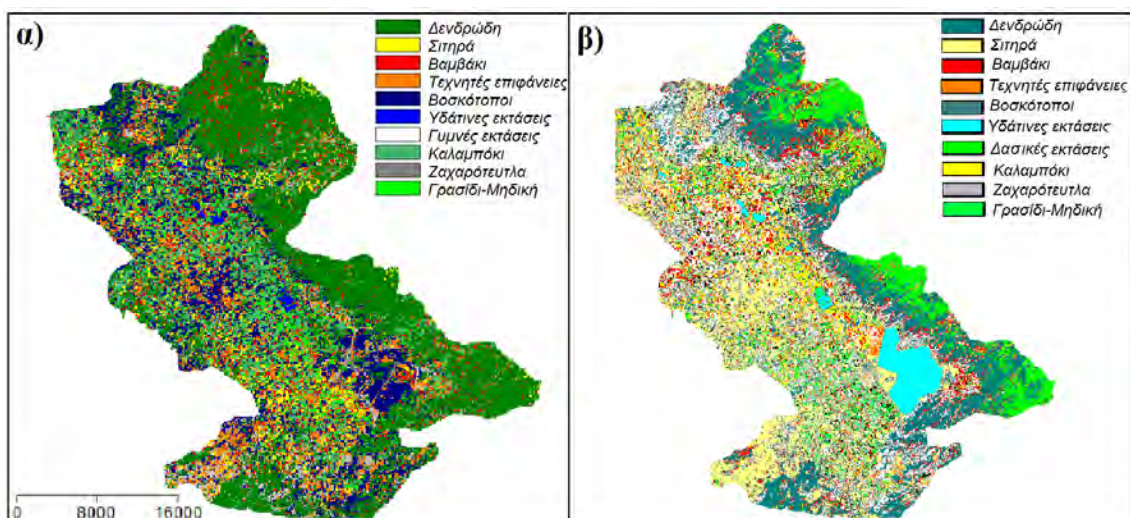 α)
Δενδρώδη
Σιτηρά
Βαμβάκι
Τεχνητές επιφάνειες
Βοσκότοποι
Υδάτινες εκτάσεις
Γυμνές εκτάσεις
Καλαμπόκι
Ζαχαρότευτλα
Γρασίδι-Μηδική
0 8000 16000
β)
Δενδρώδη
Σιτηρά
Βαμβάκι
Τεχνητές επιφάνειες
Βοσκότοποι
Υδάτινες εκτάσεις
Δασικές εκτάσεις
Καλαμπόκι
Ζαχαρότευτλα
Γρασίδι-Μηδική